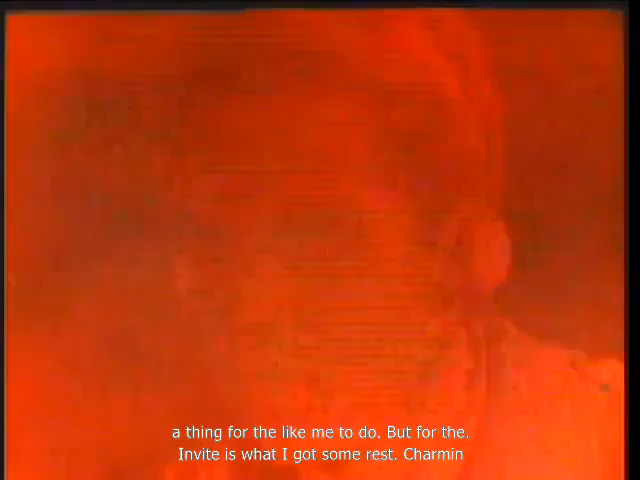 a thing for the like me to do. But for the.
Invite is what I got some rest. Charmin